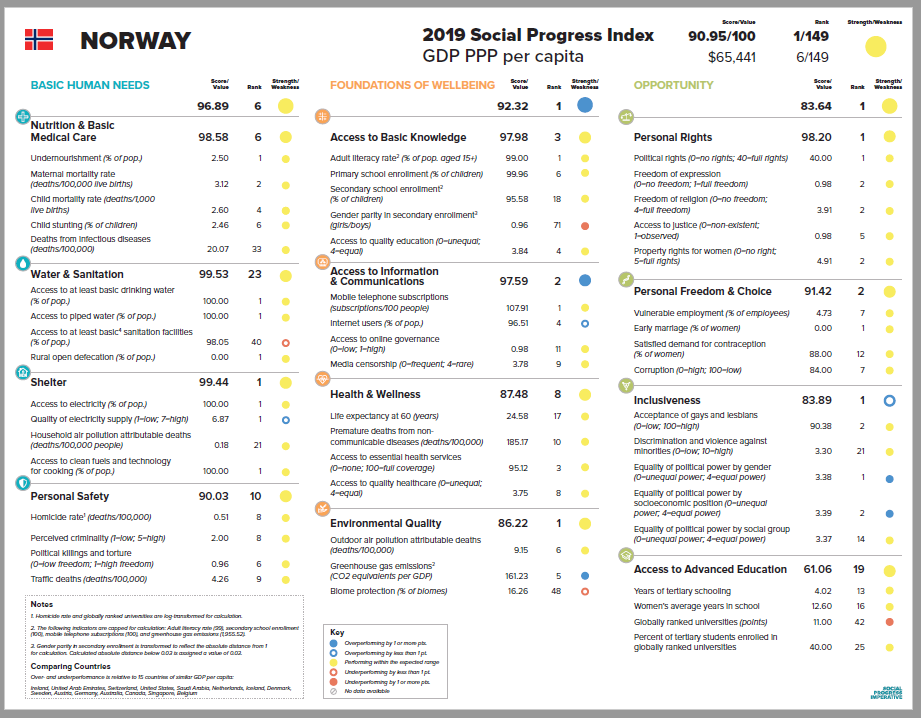 NORWAY
2019 Social Progress Index
GDP PPP per capita
Score/Value
90.95/100
$65,441
Rank
1/149
6/149
Strength/Weakness
BASIC HUMAN NEEDS Score/ Value Rank Strength/ Weakness
96.89 6
Nutrition & Basic
Medical Care 98.58 6
Undernourishment (% of pop.) 2.50 1
Maternal mortality rate
(deaths/100,000 live births) 3.12 2
Child mortality rate (deaths/1,000
live births) 2.60 4
Child stunting (% of children) 2.46 6
Deaths from infectious diseases
(deaths/100,000) 20.07 33
Water & Sanitation 99.53 23
Access to at least basic drinking water
(% of pop.) 100.00 1
Access to piped water (% of pop.) 100.00 1
Access to at least basic⁴ sanitation facilities
(% of pop.) 98.05 40
Rural open defecation (% of pop.) 0.00 1
Shelter 99.44 1
Access to electricity (% of pop.) 100.00 1
Quality of electricity supply (1=low; 7=high) 6.87 1
Household air pollution attributable deaths
(deaths/100,000 people) 0.18 21
Access to clean fuels and technology
for cooking (% of pop.) 100.00 1
Personal Safety 90.03 10
Homicide rate¹ (deaths/100,000) 0.51 8
Perceived criminality (1=low; 5=high) 2.00 8
Political killings and torture
(0=low freedom; 1=high freedom) 0.96 6
Traffic deaths (deaths/100,000) 4.26 9
FOUNDATIONS OF WELLBEING Score/ Value Rank Strength/ Weakness
92.32 1
Access to Basic Knowledge 97.98 3
Adult literacy rate² (% of pop. aged 15+) 99.00 1
Primary school enrollment (% of children) 99.96 6
Secondary school enrollment²
(% of children) 95.58 18
Gender parity in secondary enrollment³
(girls/boys) 0.96 71
Access to quality education (0=unequal;
4=equal) 3.84 4
Access to Information
& Communications 97.59 2
Mobile telephone subscriptions
(subscriptions/100 people) 107.91 1
Internet users (% of pop.) 96.51 4
Access to online governance
(0=low; 1=high) 0.98 11
Media censorship (0=frequent; 4=rare) 3.78 9
Health & Wellness 87.48 8
Life expectancy at 60 (years) 24.58 17
Premature deaths from non-
communicable diseases (deaths/100,000) 185.17 10
Access to essential health services
(0=none; 100=full coverage) 95.12 3
Access to quality healthcare (0=unequal;
4=equal) 3.75 8
Environmental Quality 86.22 1
Outdoor air pollution attributable deaths
(deaths/100,000) 9.15 6
Greenhouse gas emissions²
(CO2 equivalents per GDP) 161.23 5
Biome protection (% of biomes) 16.26 48
OPPORTUNITY Score/ Value Rank Strength/ Weakness
83.64 1
Personal Rights 98.20 1
Political rights (0=no rights; 40=full rights) 40.00 1
Freedom of expression
(0=no freedom; 1=full freedom) 0.98 2
Freedom of religion (0=no freedom;
4=full freedom) 3.91 2
Access to justice (0=non-existent;
1=observed) 0.98 5
Property rights for women (0=no right;
5=full rights) 4.91 2
Personal Freedom & Choice 91.42 2
Vulnerable employment (% of employees) 4.73 7
Early marriage (% of women) 0.00 1
Satisfied demand for contraception
(% of women) 88.00 12
Corruption (0=high; 100=low) 84.00 7
Inclusiveness 83.89 1
Acceptance of gays and lesbians
(0=low; 100=high) 90.38 2
Discrimination and violence against
minorities (0=low; 10=high) 3.30 21
Equality of political power by gender
(0=unequal power; 4=equal power) 3.38 1
Equality of political power by
socioeconomic position (0=unequal
power; 4=equal power) 3.39 2
Equality of political power by social group
(0=unequal power; 4=equal power) 3.37 14
Access to Advanced Education 61.06 19
Years of tertiary schooling 4.02 13
Women's average years in school 12.60 16
Globally ranked universities (points) 11.00 42
Percent of tertiary students enrolled in
globally ranked universities 40.00 25
Notes
1. Homicide rate and globally ranked universities are log-transformed for calculation.
2. The following indicators are capped for calculation: Adult literacy rate (99), secondary school enrollment
(100), mobile telephone subscriptions (100), and greenhouse gas emissions (1,955.52)
3. Gender parity in secondary enrollment is transformed to reflect the absolute distance from 1
for calculation. Calculated absolute distance below 0.03 is assigned a value of 0.03.
Comparing Countries
Over- and underperformance is relative to 15 countries of similar GDP per capita:
Ireland, United Arab Emirates, Switzerland, United States, Saudi Arabia, Netherlands, Iceland, Denmark,
Sweden, Austria, Germany, Australia, Canada, Singapore, Belgium
Key
Overperforming by 1 or more pts.
Overperforming by less than 1 pt.
Performing within the expected range
Underperforming by less than 1 pt.
Underperforming by 1 or more pts.
No data available
SOCIAL
PROGRESS
IMPERATIVE